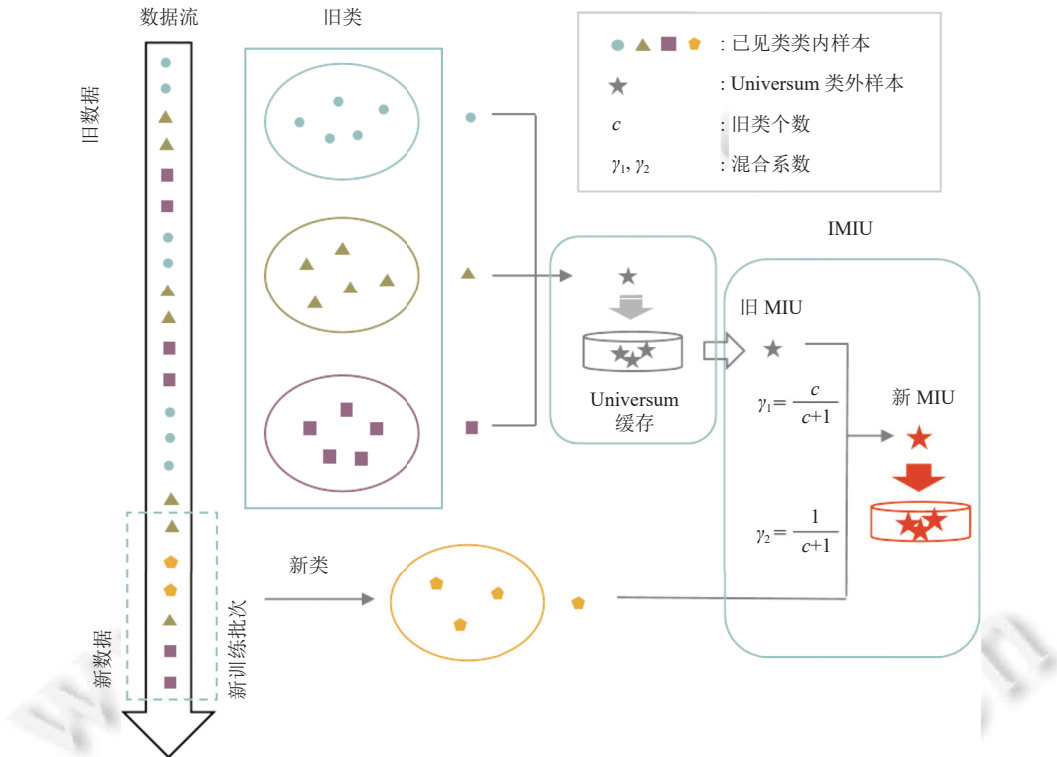 数据流
旧类
旧数据
: 已见类类内样本
: Universum 类外样本
c : 旧类个数
γ₁, γ₂ : 混合系数
IMIU
旧 MIU
Universum
缓存
γ₁= c/(c+1)
新 MIU
γ₂= 1/(c+1)
新类
新数据
新训练批次